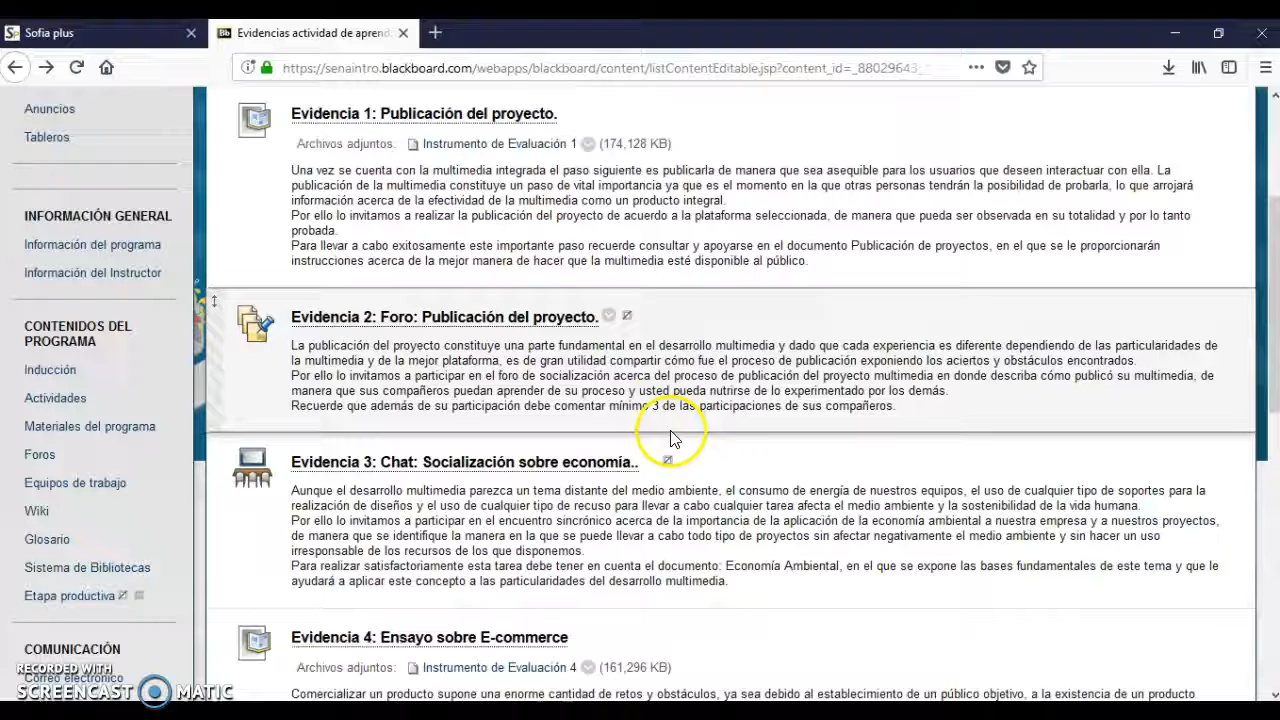 Sofia plus
Evidencias actividad de aprend
https://senaintro.blackboard.com/webapps/blackboard/content/listContentEditable.jsp?content_id=_88029643_
Anuncios
Tableros
INFORMACIÓN GENERAL
Información del programa
Información del Instructor
CONTENIDOS DEL
PROGRAMA
Inducción
Actividades
Materiales del programa
Foros
Equipos de trabajo
Wiki
Glosario
Sistema de Bibliotecas
Etapa productiva
COMUNICACIÓN
Correo electrónico
Evidencia 1: Publicación del proyecto.
Archivos adjuntos: Instrumento de Evaluación 1 (174,128 KB)
Una vez se cuenta con la multimedia integrada el paso siguiente es publicarla de manera que sea asequible para los usuarios que deseen interactuar con ella. La
publicación de la multimedia constituye un paso de vital importancia ya que es el momento en la que otras personas tendrán la posibilidad de probarla, lo que arrojará
información acerca de la efectividad de la multimedia como un producto integral.
Por ello lo invitamos a realizar la publicación del proyecto de acuerdo a la plataforma seleccionada, de manera que pueda ser observada en su totalidad y por lo tanto
probada.
Para llevar a cabo exitosamente este importante paso recuerde consultar y apoyarse en el documento Publicación de proyectos, en el que se le proporcionarán
instrucciones acerca de la mejor manera de hacer que la multimedia esté disponible al público.
Evidencia 2: Foro: Publicación del proyecto.
La publicación del proyecto constituye una parte fundamental en el desarrollo multimedia y dado que cada experiencia es diferente dependiendo de las particularidades de
la multimedia y de la mejor plataforma, es de gran utilidad compartir cómo fue el proceso de publicación exponiendo los aciertos y obstáculos encontrados.
Por ello lo invitamos a participar en el foro de socialización acerca del proceso de publicación del proyecto multimedia en donde describa cómo publicó su multimedia, de
manera que sus compañeros puedan aprender de su proceso y usted pueda nutrirse de lo experimentado por los demás.
Recuerde que además de su participación debe comentar mínimo 3 de las participaciones de sus compañeros.
Evidencia 3: Chat: Socialización sobre economía..
Aunque el desarrollo multimedia parezca un tema distante del medio ambiente, el consumo de energía de nuestros equipos, el uso de cualquier tipo de soportes para la
realización de diseños y el uso de cualquier tipo de recuso para llevar a cabo cualquier tarea afecta el medio ambiente y la sostenibilidad de la vida humana.
Por ello lo invitamos a participar en el encuentro sincrónico acerca de la importancia de la aplicación de la economía ambiental a nuestra empresa y a nuestros proyectos,
de manera que se identifique la manera en la que se puede llevar a cabo todo tipo de proyectos sin afectar negativamente el medio ambiente y sin hacer un uso
irresponsable de los recursos de los que disponemos.
Para realizar satisfactoriamente esta tarea debe tener en cuenta el documento: Economía Ambiental, en el que se expone las bases fundamentales de este tema y que le
ayudará a aplicar este concepto a las particularidades del desarrollo multimedia.
Evidencia 4: Ensayo sobre E-commerce
Archivos adjuntos: Instrumento de Evaluación 4 (161,296 KB)
Comercializar un producto supone una enorme cantidad de retos y obstáculos, ya sea debido al establecimiento de un público objetivo, a la existencia de un producto
RECORDED WITH
SCREENCAST MATIC